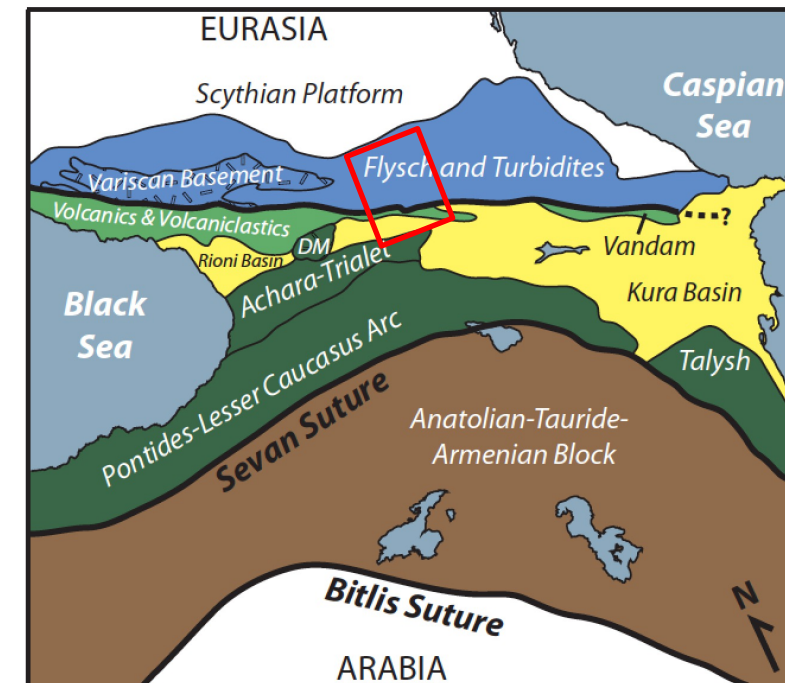 EURASIA
Scythian Platform
Caspian
Sea
Flysch and Turbidites
Variscan Basement
Volcanics & Volcaniclastics
?
Vandam
DM
Rioni Basin
Achara-Trialet
Kura Basin
Black
Sea
Talysh
Pontides-Lesser Caucasus Arc
Sevan Suture
Anatolian-Tauride-
Armenian Block
Bitlis Suture
N
ARABIA